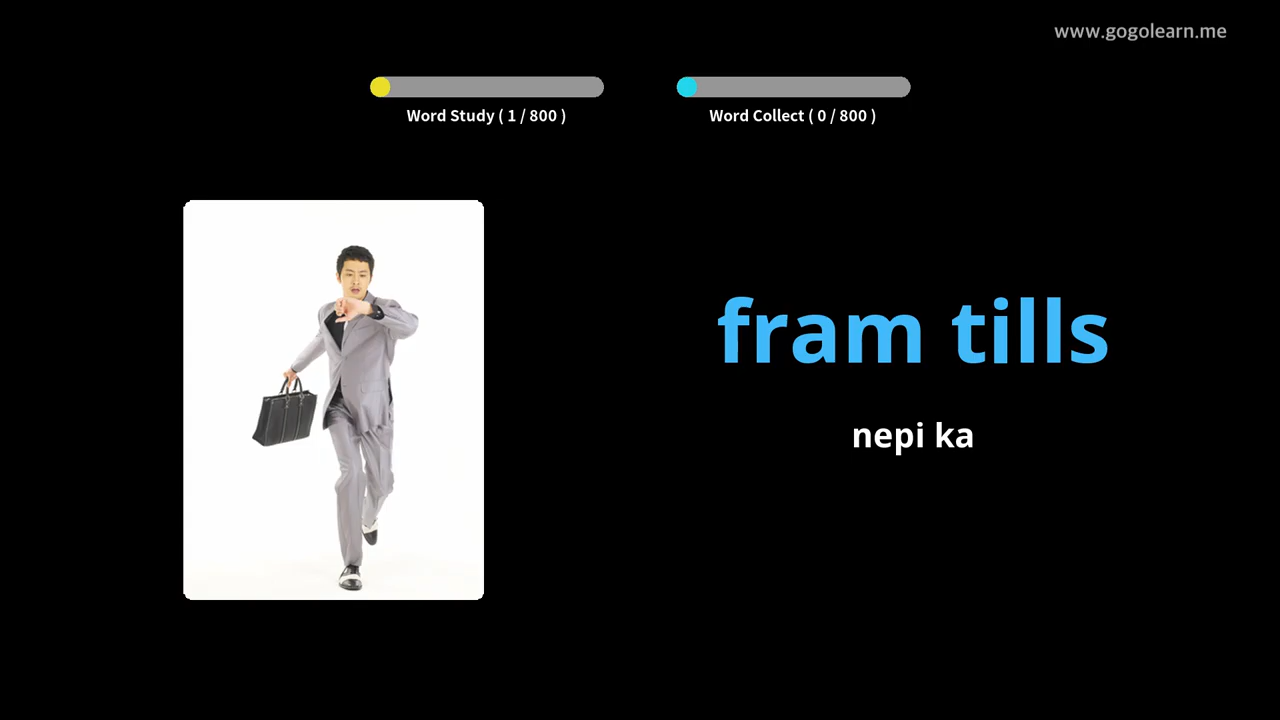 www.gogolearn.me
Word Study ( 1 / 800 )
Word Collect ( 0 / 800 )
fram tills
nepi ka